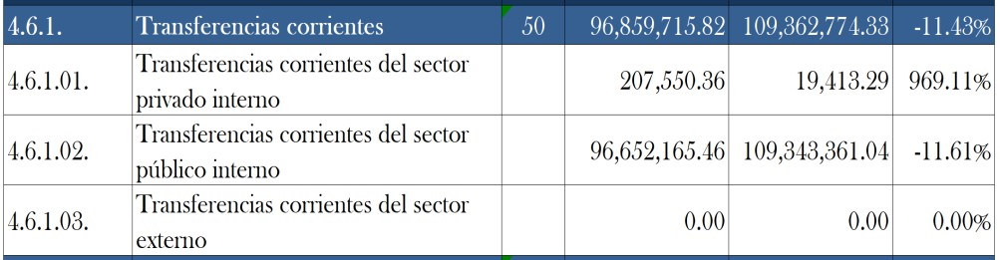 4.6.1. Transferencias corrientes 50 96,859,715.82 109,362,774.33 -11.43%
4.6.1.01. Transferencias corrientes del sector privado interno 207,550.36 19,413.29 969.11%
4.6.1.02. Transferencias corrientes del sector público interno 96,652,165.46 109,343,361.04 -11.61%
4.6.1.03. Transferencias corrientes del sector externo 0.00 0.00 0.00%